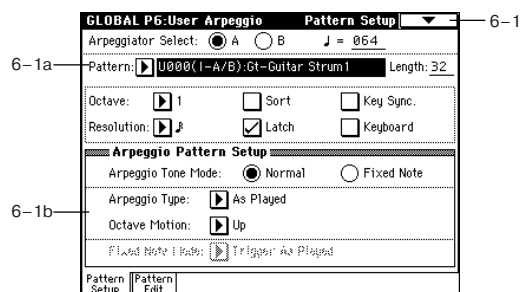 GLOBAL P6:User Arpeggio Pattern Setup
6-1
Arpeggiator Select: A B ♩ = 064
6-1a
Pattern: U000(I-A/B):Gt-Guitar Strum1 Length: 32
Octave: 1 Sort Key Sync.
Resolution: ♪ Latch Keyboard
Arpeggio Pattern Setup
Arpeggio Tone Mode: Normal Fixed Note
6-1b
Arpeggio Type: As Played
Octave Motion: Up
Fixed Note Mode: Trigger As Played
Pattern Setup Pattern Edit